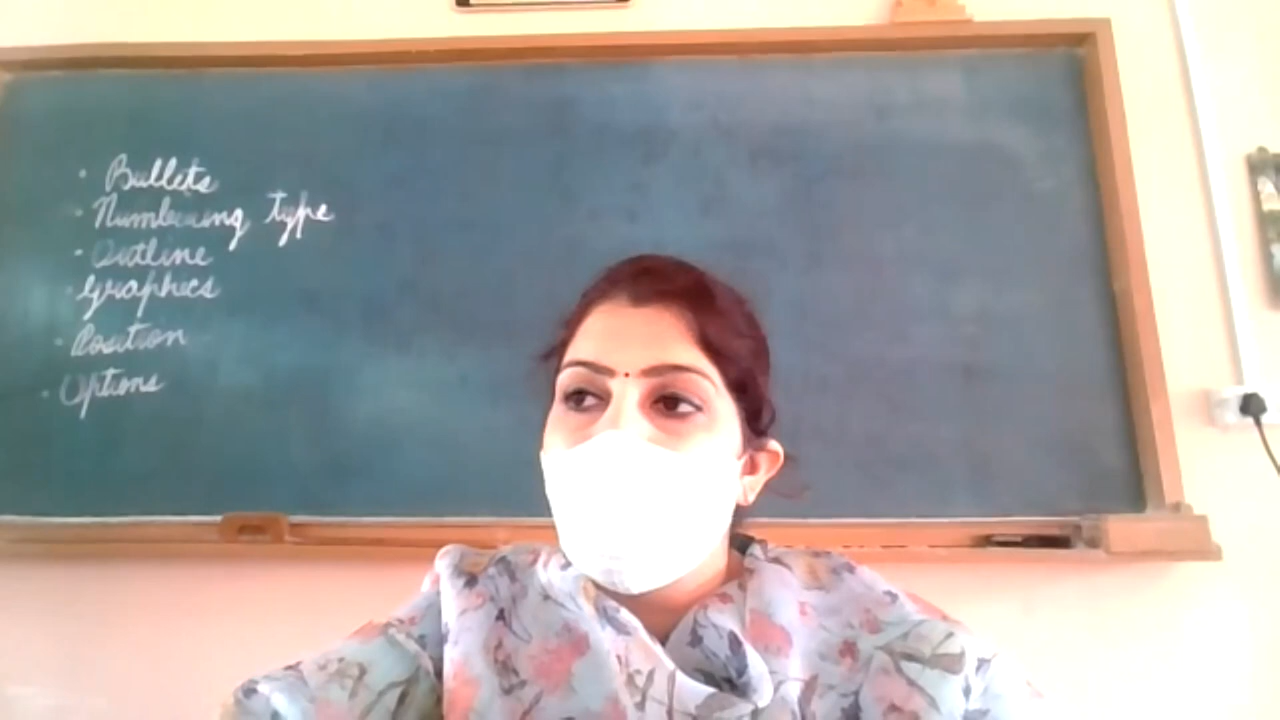 • Bullets
• Numbering type
• Outline
• Graphics
• Position
• Options